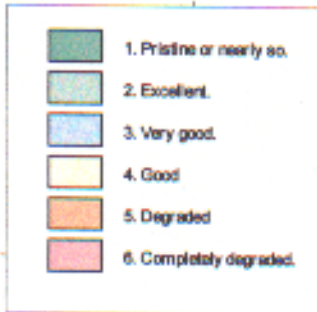 1. Pristine or nearly so.
2. Excellent.
3. Very good.
4. Good
5. Degraded
6. Completely degraded.